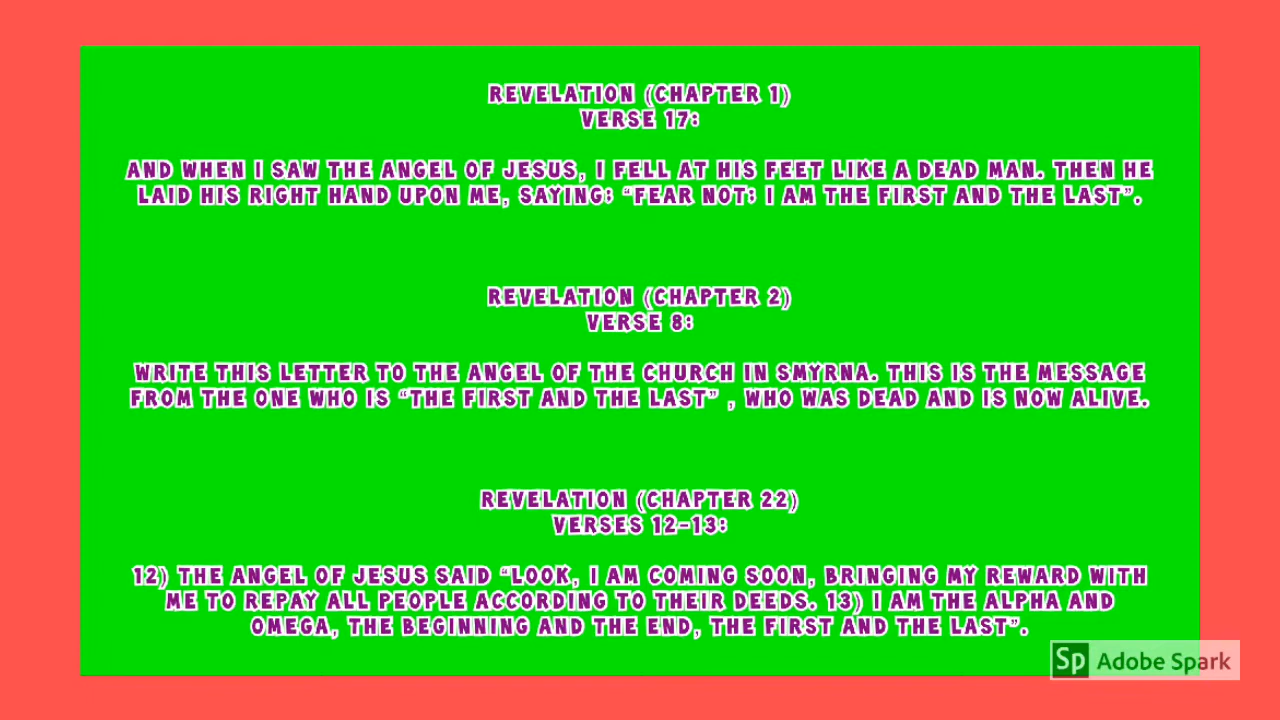 REVELATION (CHAPTER 1)
VERSE 17:
AND WHEN I SAW THE ANGEL OF JESUS, I FELL AT HIS FEET LIKE A DEAD MAN. THEN HE
LAID HIS RIGHT HAND UPON ME, SAYING: “FEAR NOT: I AM THE FIRST AND THE LAST”.
REVELATION (CHAPTER 2)
VERSE 8:
WRITE THIS LETTER TO THE ANGEL OF THE CHURCH IN SMYRNA. THIS IS THE MESSAGE
FROM THE ONE WHO IS “THE FIRST AND THE LAST” , WHO WAS DEAD AND IS NOW ALIVE.
REVELATION (CHAPTER 22)
VERSES 12-13:
12) THE ANGEL OF JESUS SAID “LOOK, I AM COMING SOON, BRINGING MY REWARD WITH
ME TO REPAY ALL PEOPLE ACCORDING TO THEIR DEEDS. 13) I AM THE ALPHA AND
OMEGA, THE BEGINNING AND THE END, THE FIRST AND THE LAST”.
Sp Adobe Spark